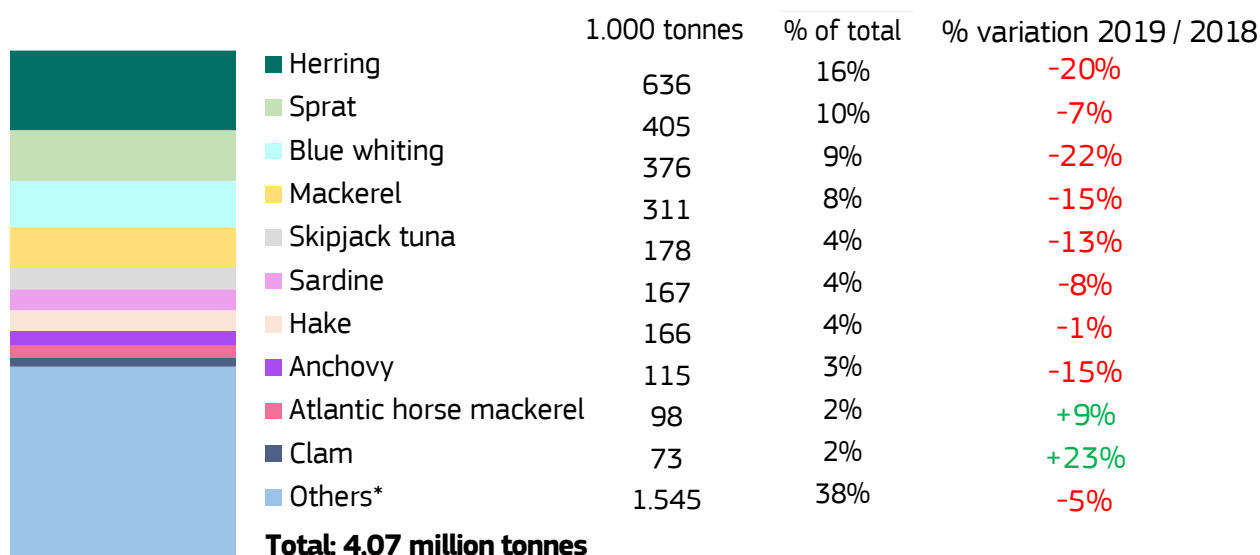 1.000 tonnes % of total % variation 2019 / 2018
Herring 636 16% -20%
Sprat 405 10% -7%
Blue whiting 376 9% -22%
Mackerel 311 8% -15%
Skipjack tuna 178 4% -13%
Sardine 167 4% -8%
Hake 166 4% -1%
Anchovy 115 3% -15%
Atlantic horse mackerel 98 2% +9%
Clam 73 2% +23%
Others* 1.545 38% -5%
Total: 4,07 million tonnes